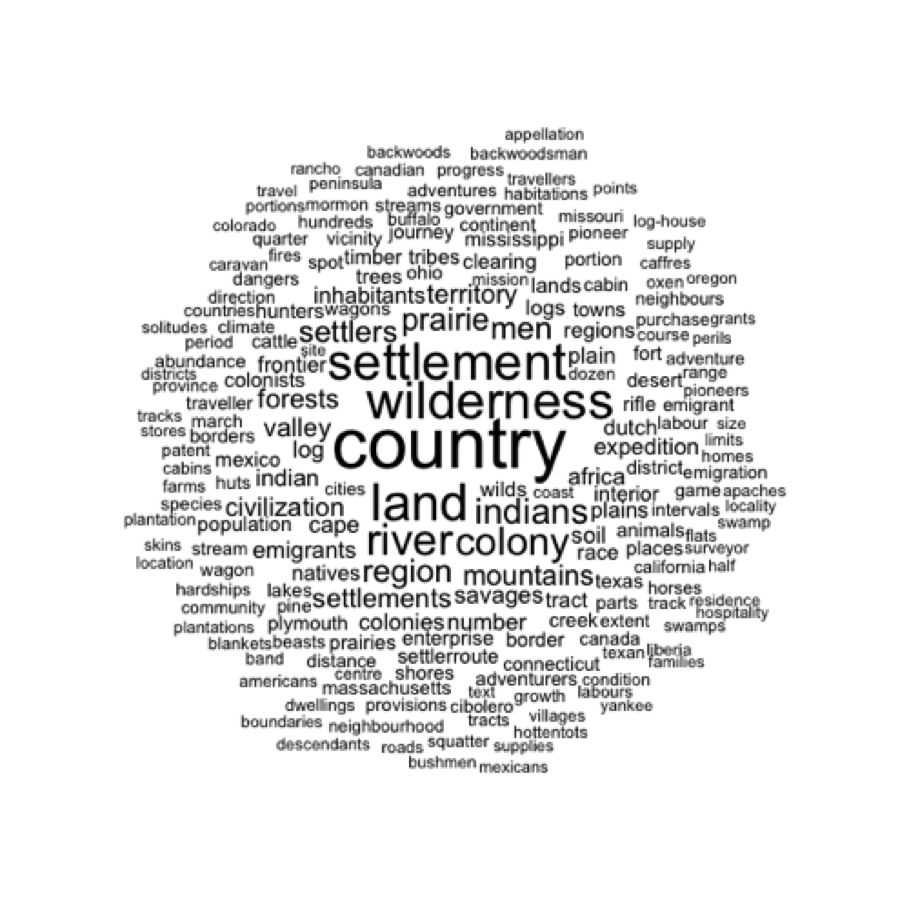 appellation
backwoods backwoodsman
rancho canadian progress
travel peninsula adventures habitations travellers points
portions mormon streams government
colorado hundreds buffalo continent missouri log-house
quarter vicinity journey mississippi pioneer
fires supply
caravan spot timber tribes clearing portion caffres
dangers trees ohio mission lands cabin oxen oregon
direction inhabitants territory neighbours
countries hunters wagons logs towns purchase grants
solitudes climate settlers prairie men regions course perils
period cattle site
abundance frontier settlement plain fort adventure
districts colonists dozen desert range
province pioneers
traveller forests wilderness rifle emigrant
tracks march
stores borders valley country dutch labour size
patent log expedition limits
cabins mexico homes
farms huts indian africa district emigration
cities wilds coast interior game apaches
species civilization land indians plains intervals locality
plantation population cape swamp
river colony soil animals flats
skins stream emigrants race places surveyor
location wagon natives region mountains texas california half
hardships lakes horses
community pine settlements savages tract parts track residence
hospitality
plantations plymouth colonies number creek extent swamps
blankets beasts prairies enterprise border canada
band distance settler route connecticut texan liberia
families
centre shores
americans massachusetts text adventurers condition
growth labours
dwellings provisions cibolero yankee
boundaries neighbourhood tracts villages
hottentots
descendants roads squatter supplies
bushmen mexicans